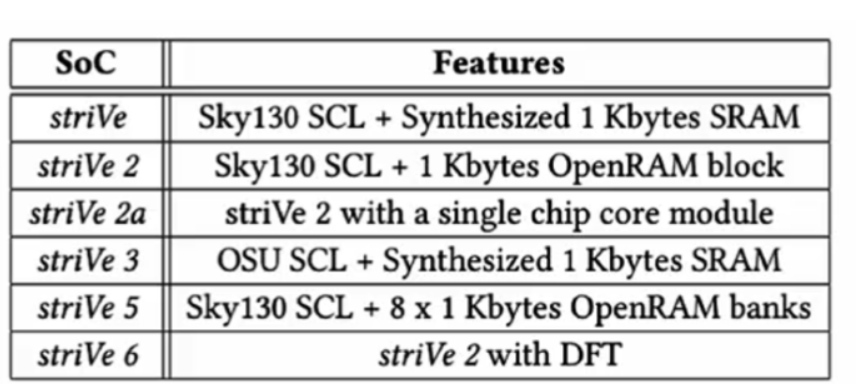 SoC Features
striVe Sky130 SCL + Synthesized 1 Kbytes SRAM
striVe 2 Sky130 SCL + 1 Kbytes OpenRAM block
striVe 2a striVe 2 with a single chip core module
striVe 3 OSU SCL + Synthesized 1 Kbytes SRAM
striVe 5 Sky130 SCL + 8 x 1 Kbytes OpenRAM banks
striVe 6 striVe 2 with DFT